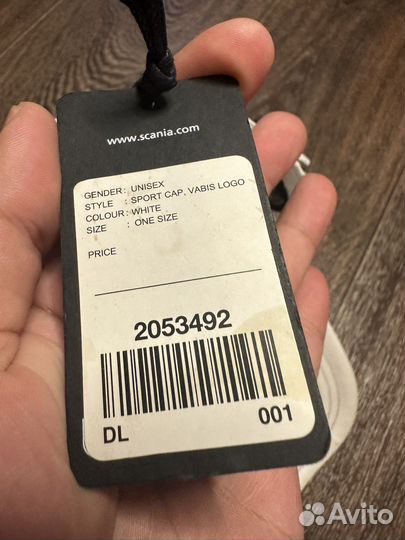 www.scania.com
GENDER: UNISEX
STYLE : SPORT CAP, VABIS LOGO
COLOUR: WHITE
SIZE : ONE SIZE
PRICE
2053492
DL 001
Avito